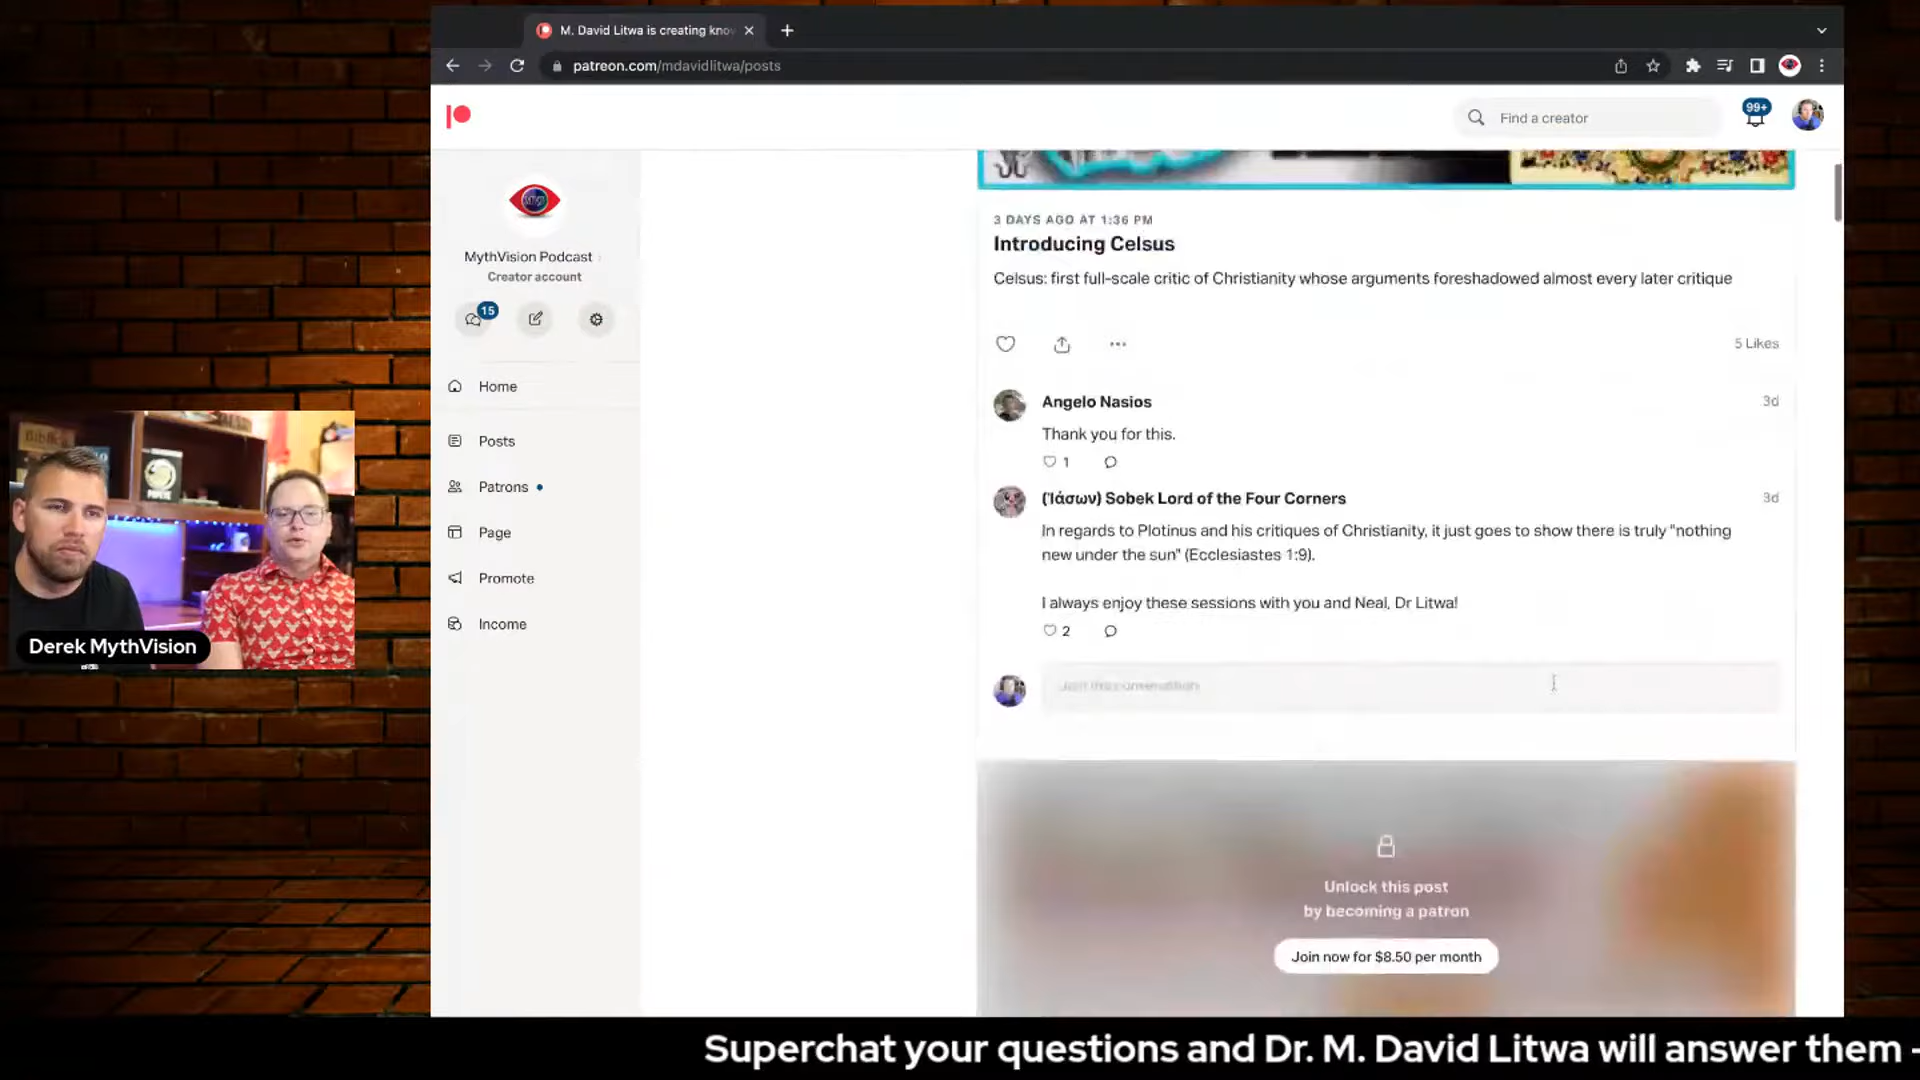 M. David Litwa is creating knov
patreon.com/mdavidlitwa/posts
Find a creator
99+
MythVision Podcast
Creator account
15
Home
Posts
Patrons
Page
Promote
Income
3 DAYS AGO AT 1:36 PM
Introducing Celsus
Celsus: first full-scale critic of Christianity whose arguments foreshadowed almost every later critique
5 Likes
Angelo Nasios
3d
Thank you for this.
1
(Ἰάσων) Sobek Lord of the Four Corners
3d
In regards to Plotinus and his critiques of Christianity, it just goes to show there is truly "nothing
new under the sun" (Ecclesiastes 1:9).
I always enjoy these sessions with you and Neal, Dr Litwa!
2
Join the conversation
Unlock this post
by becoming a patron
Join now for $8.50 per month
Derek MythVision
Superchat your questions and Dr. M. David Litwa will answer them -